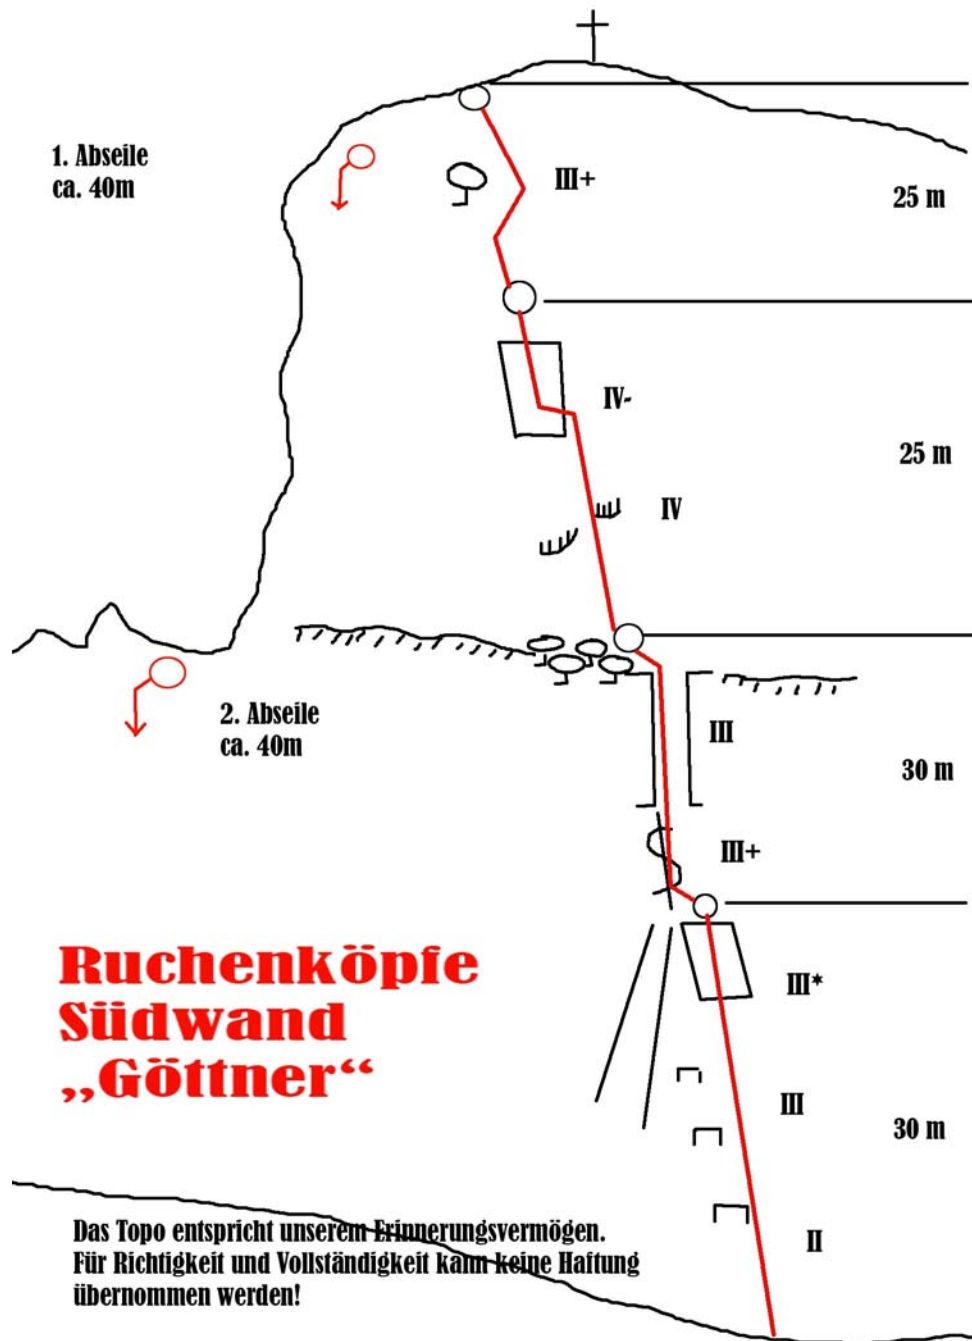 1. Abseile
ca. 40m
III+
25 m
IV-
25 m
IV
2. Abseile
ca. 40m
III
30 m
III+
Ruchenköpfe
Südwand
„Göttner“
III*
III
30 m
II
Das Topo entspricht unserem Erinnerungsvermögen.
Für Richtigkeit und Vollständigkeit kann keine Haftung
übernommen werden!